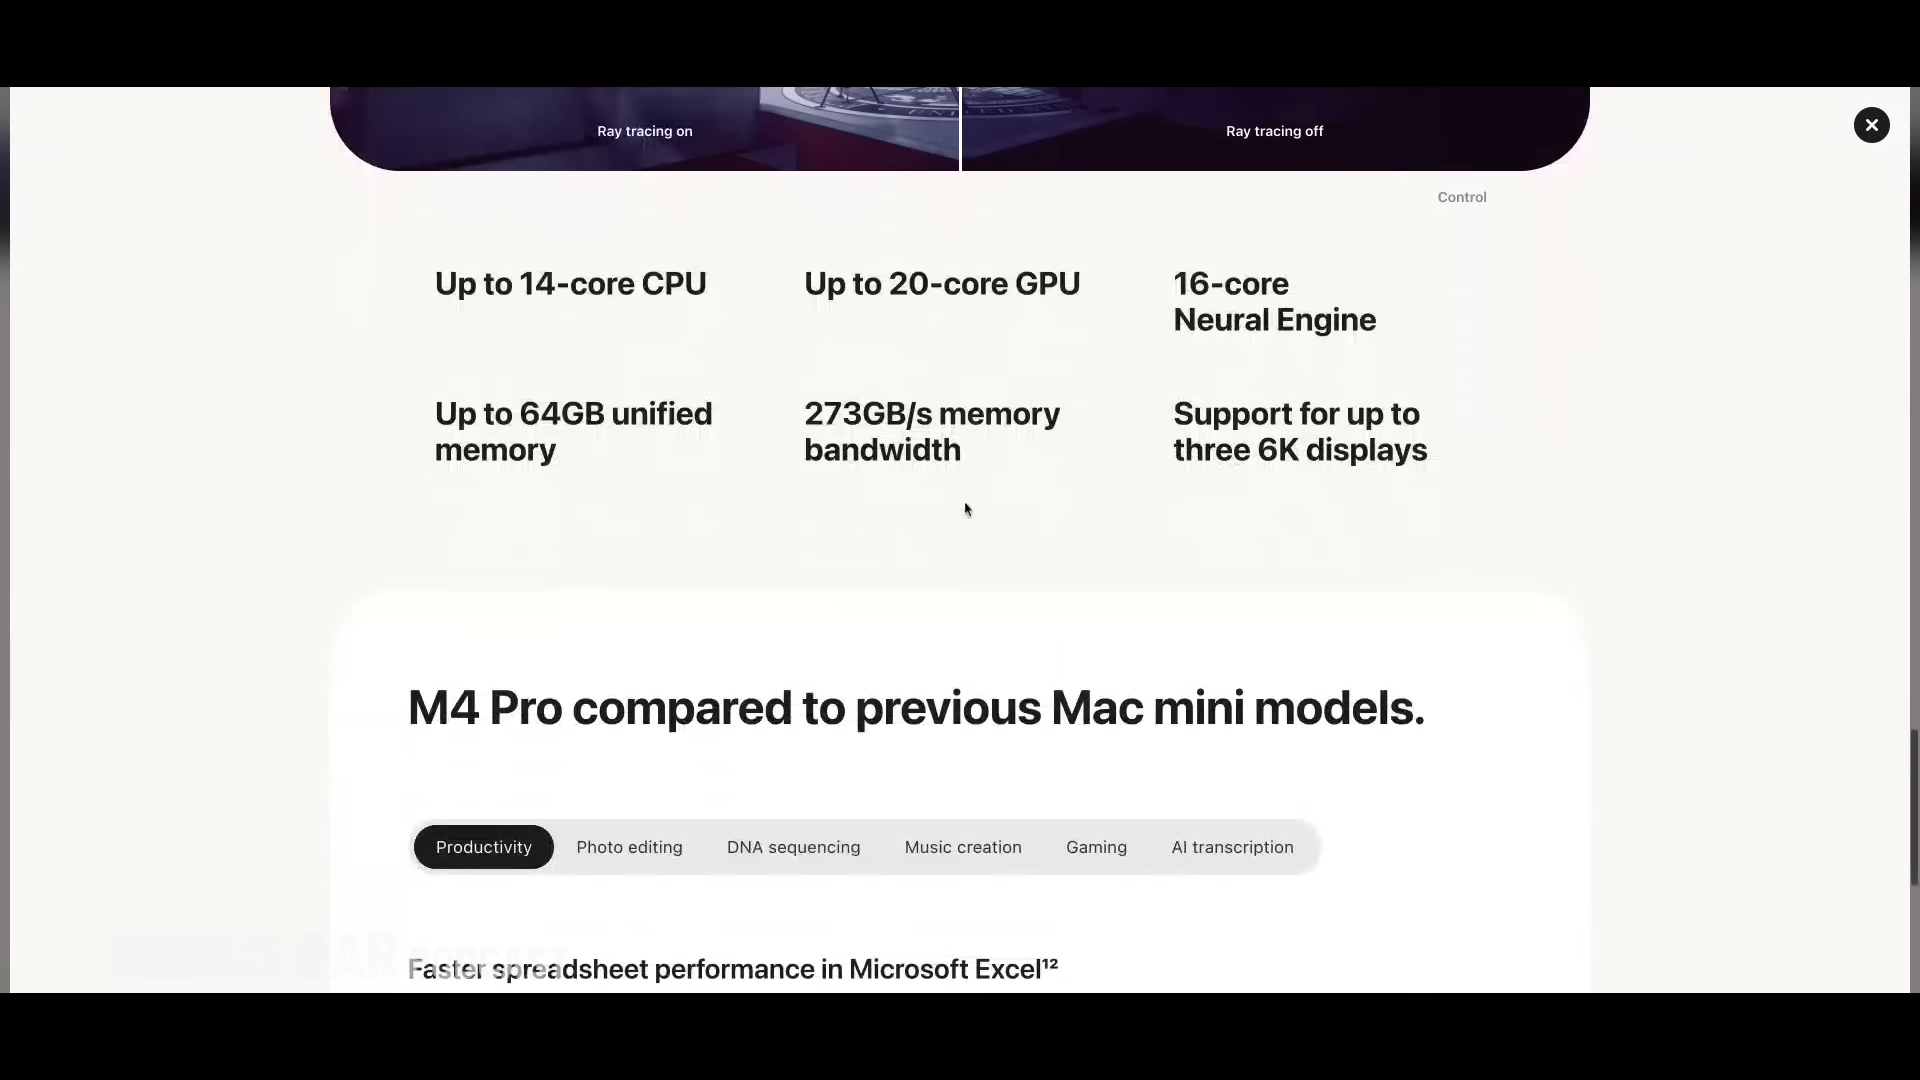 Ray tracing on
Ray tracing off
Control
Up to 14-core CPU
Up to 20-core GPU
16-core
Neural Engine
Up to 64GB unified
memory
273GB/s memory
bandwidth
Support for up to
three 6K displays
M4 Pro compared to previous Mac mini models.
Productivity
Photo editing
DNA sequencing
Music creation
Gaming
AI transcription
Faster spreadsheet performance in Microsoft Excel¹²